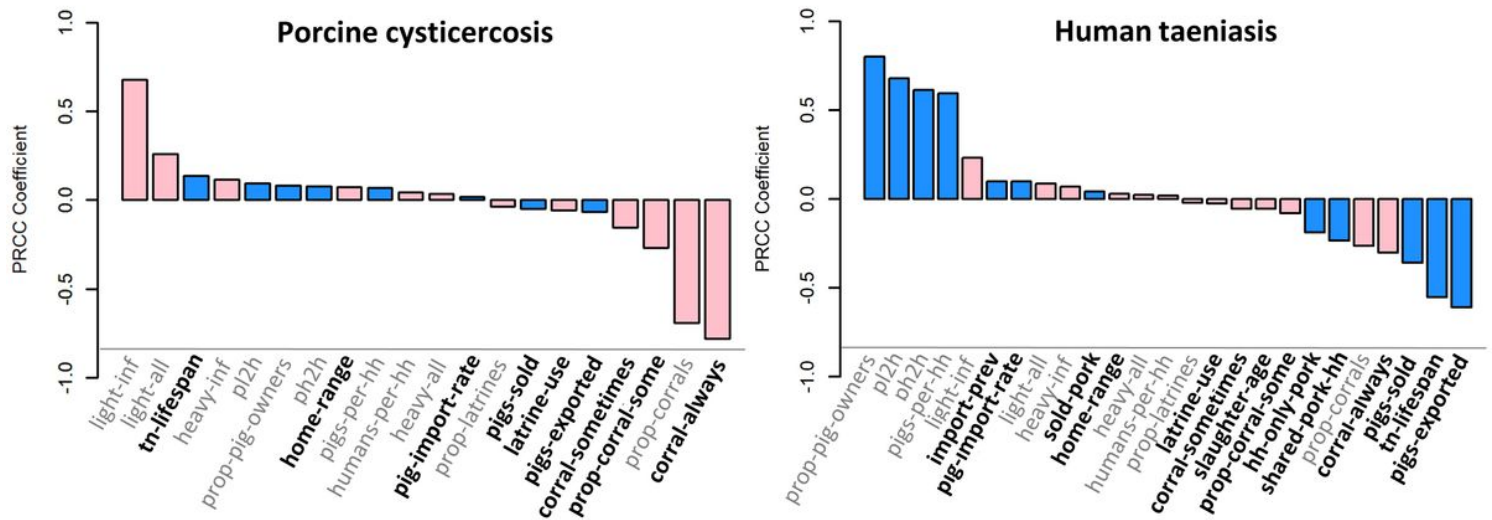 Porcine cysticercosis
PRCC Coefficient
1.0
0.5
0.0
-0.5
-1.0
light-inf
light-all
tn-lifespan
heavy-inf
pl2h
prop-pig-owners
ph2h
home-range
pigs-per-hh
humans-per-hh
heavy-all
pig-import-rate
prop-latrines
pigs-sold
latrine-use
pigs-exported
corral-sometimes
prop-corral-some
prop-corrals
corral-always
Human taeniasis
PRCC Coefficient
1.0
0.5
0.0
-0.5
-1.0
prop-pig-owners
pl2h
ph2h
pigs-per-hh
light-inf
import-prev
pig-import-rate
light-all
heavy-inf
sold-pork
home-range
heavy-all
humans-per-hh
prop-latrines
latrine-use
corral-sometimes
slaughter-age
prop-corral-some
hh-only-pork
shared-pork-hh
prop-corrals
corral-always
pigs-sold
tn-lifespan
pigs-exported